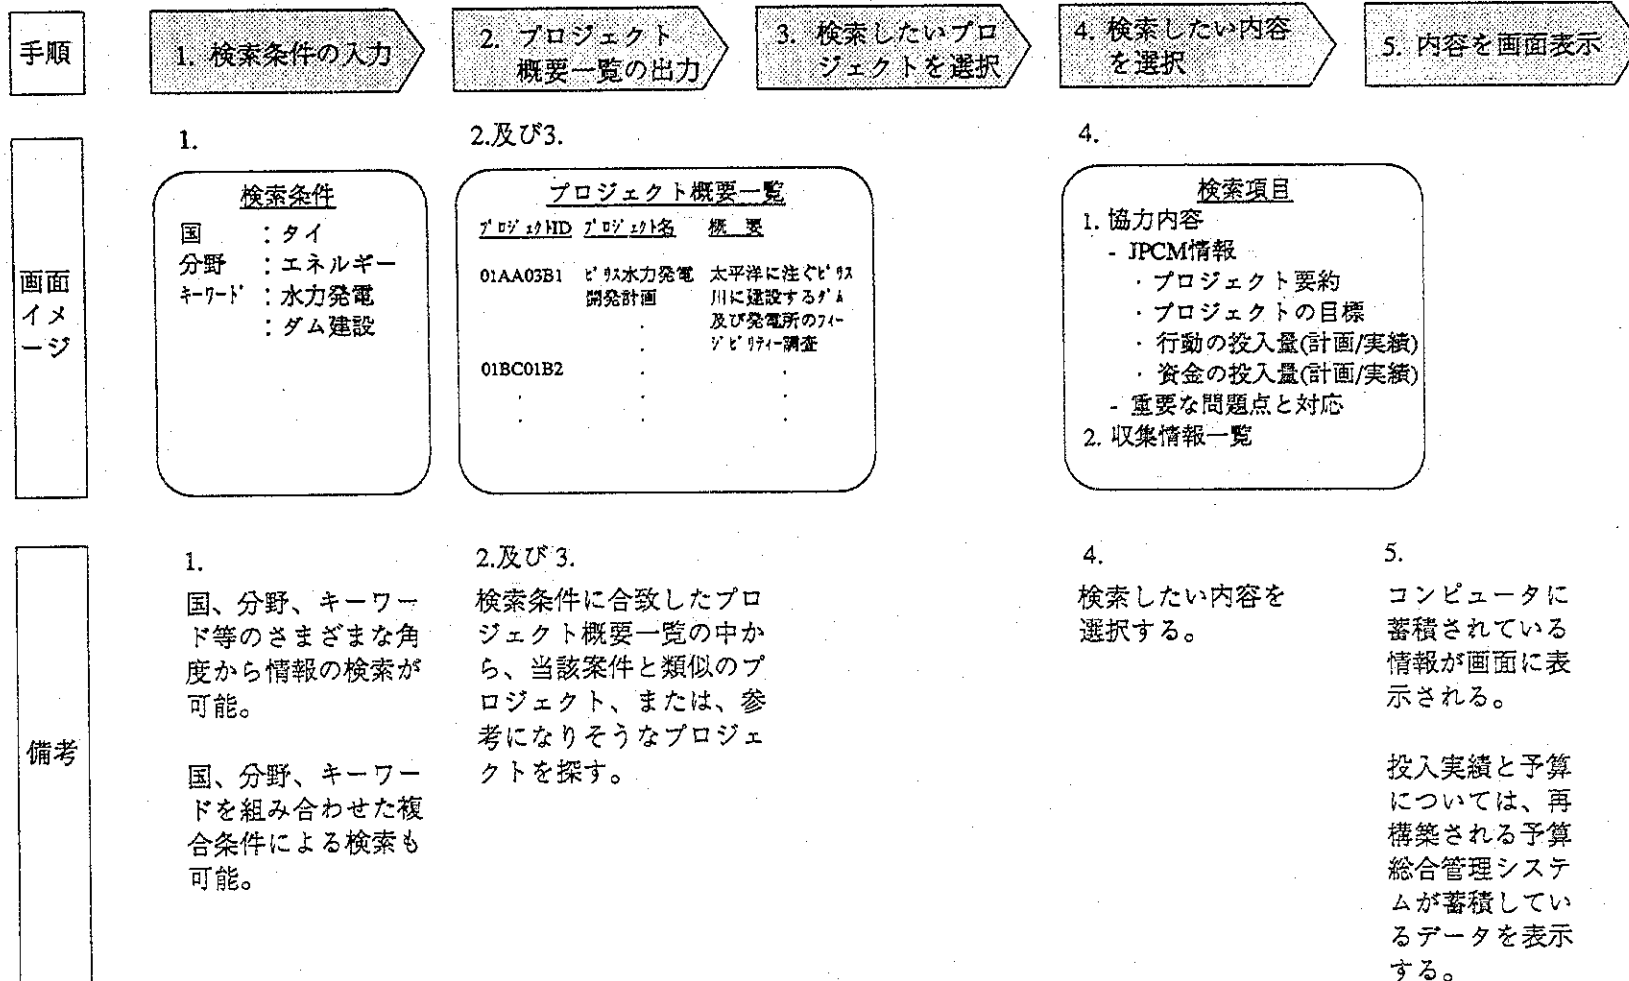 手順
1. 検索条件の入力
2. プロジェクト
概要一覧の出力
3. 検索したいプロ
ジェクトを選択
4. 検索したい内容
を選択
5. 内容を画面表示
画面
イメ
ージ
1.
検索条件
国 : タイ
分野 : エネルギー
ｷｰﾜｰﾄﾞ : 水力発電
: ダム建設
2.及び3.
プロジェクト概要一覧
ﾌﾟﾛｼﾞｪｸﾄID ﾌﾟﾛｼﾞｪｸﾄ名 概 要
01AA03B1 ﾋﾟﾘｽ水力発電 太平洋に注ぐﾋﾟﾘｽ
開発計画 川に建設するﾀﾞﾑ
. 及び発電所のﾌｨｰ
. ｼﾞﾋﾞﾘﾃｨｰ調査
01BC01B2 . .
. . .
. . .
4.
検索項目
1. 協力内容
- JPCM情報
・プロジェクト要約
・プロジェクトの目標
・行動の投入量(計画/実績)
・資金の投入量(計画/実績)
- 重要な問題点と対応
2. 収集情報一覧
備考
1.
国、分野、キーワー
ド等のさまざまな角
度から情報の検索が
可能。
国、分野、キーワー
ドを組み合わせた複
合条件による検索も
可能。
2.及び3.
検索条件に合致したプロ
ジェクト概要一覧の中か
ら、当該案件と類似のプ
ロジェクト、または、参
考になりそうなプロジェ
クトを探す。
4.
検索したい内容を
選択する。
5.
コンピュータに
蓄積されている
情報が画面に表
示される。
投入実績と予算
については、再
構築される予算
総合管理システ
ムが蓄積してい
るデータを表示
する。